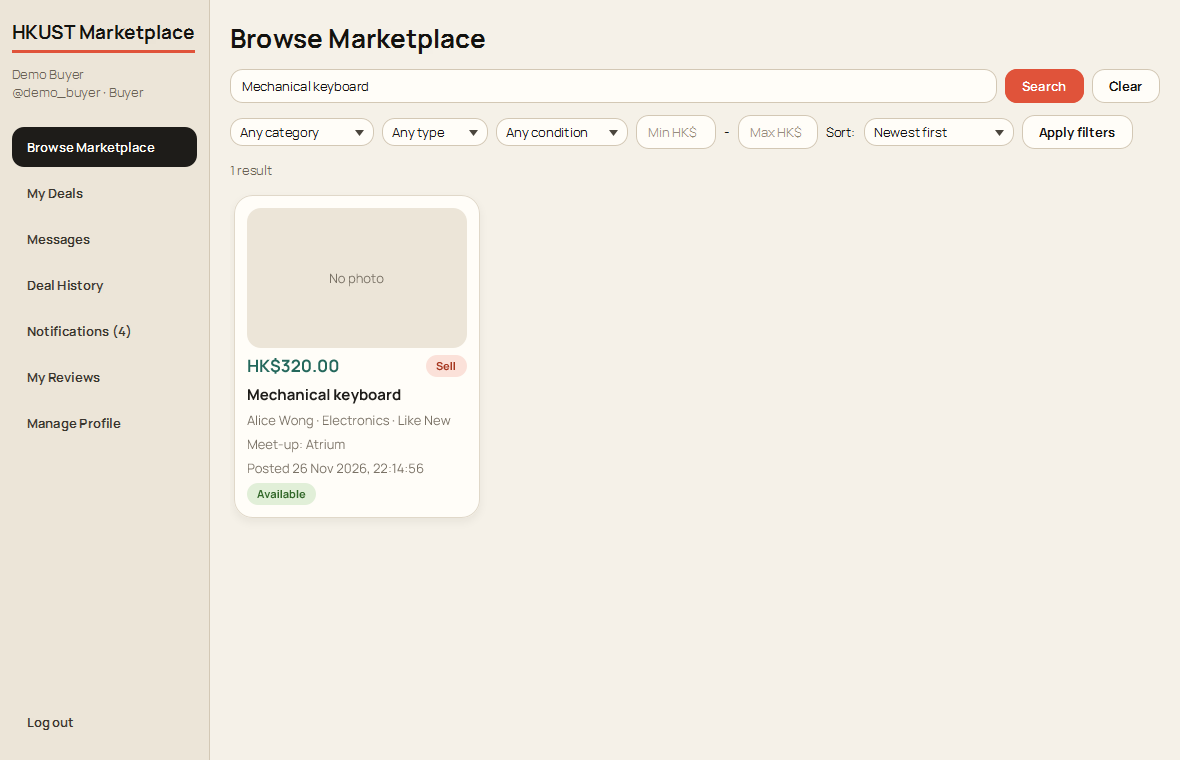 HKUST Marketplace
Demo Buyer
@demo_buyer · Buyer
Browse Marketplace
My Deals
Messages
Deal History
Notifications (4)
My Reviews
Manage Profile
Log out
Browse Marketplace
Mechanical keyboard
Search
Clear
Any category
Any type
Any condition
Min HK$
-
Max HK$
Sort:
Newest first
Apply filters
1 result
No photo
HK$320.00
Sell
Mechanical keyboard
Alice Wong · Electronics · Like New
Meet-up: Atrium
Posted 26 Nov 2026, 22:14:56
Available